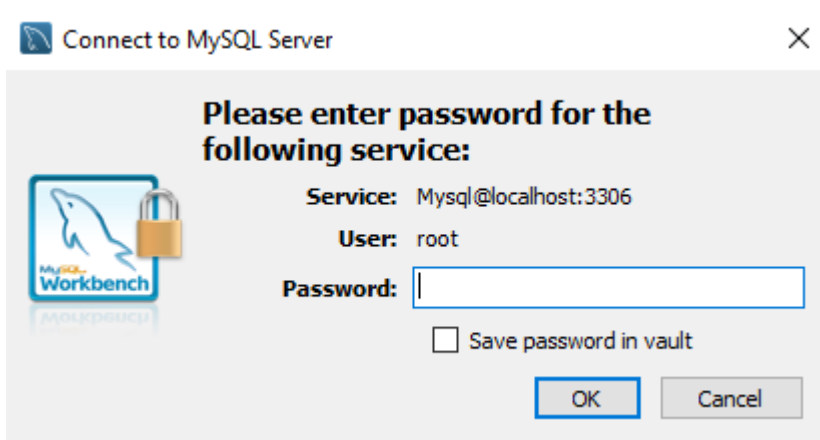 Connect to MySQL Server
Please enter password for the
following service:
Service: Mysql@localhost:3306
User: root
Password:
MySQL
Workbench
Save password in vault
OK Cancel